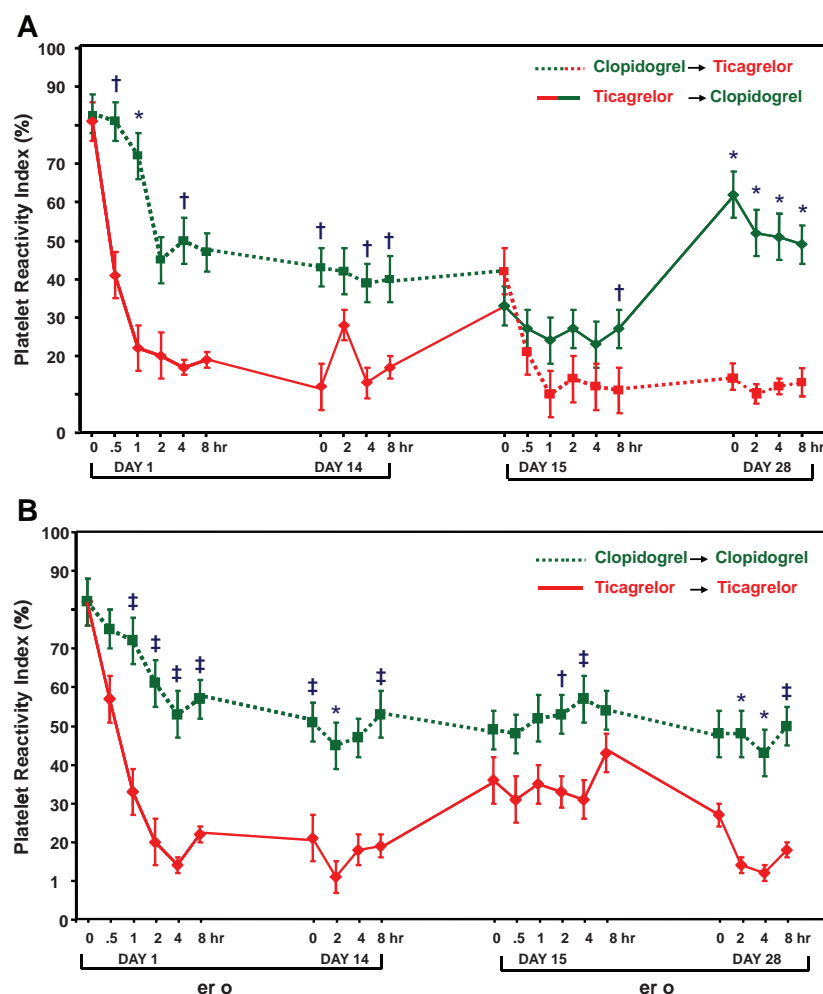 A
Platelet Reactivity Index (%)
100
90
80
70
60
50
40
30
20
10
0
Clopidogrel → Ticagrelor
Ticagrelor → Clopidogrel
† * † † † † † * * * *
0 .5 1 2 4 8 hr 0 2 4 8 hr 0 .5 1 2 4 8 hr 0 2 4 8 hr
DAY 1 DAY 14 DAY 15 DAY 28
B
Platelet Reactivity Index (%)
100
90
80
70
60
50
40
30
20
1
0
Clopidogrel → Clopidogrel
Ticagrelor → Ticagrelor
‡ ‡ ‡ ‡ ‡ * ‡ † ‡ * * ‡
0 .5 1 2 4 8 hr 0 2 4 8 hr 0 .5 1 2 4 8 hr 0 2 4 8 hr
DAY 1 DAY 14 DAY 15 DAY 28
er o er o